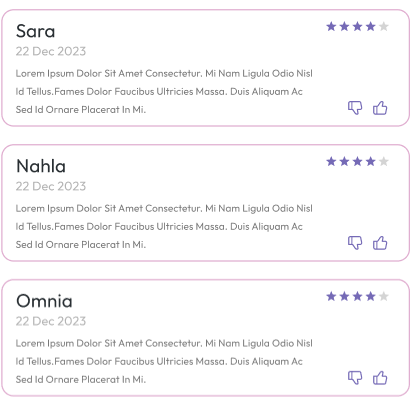 Sara
22 Dec 2023
Lorem Ipsum Dolor Sit Amet Consectetur. Mi Nam Ligula Odio Nisl
Id Tellus.Fames Dolor Faucibus Ultricies Massa. Duis Aliquam Ac
Sed Id Ornare Placerat In Mi.
Nahla
22 Dec 2023
Lorem Ipsum Dolor Sit Amet Consectetur. Mi Nam Ligula Odio Nisl
Id Tellus.Fames Dolor Faucibus Ultricies Massa. Duis Aliquam Ac
Sed Id Ornare Placerat In Mi.
Omnia
22 Dec 2023
Lorem Ipsum Dolor Sit Amet Consectetur. Mi Nam Ligula Odio Nisl
Id Tellus.Fames Dolor Faucibus Ultricies Massa. Duis Aliquam Ac
Sed Id Ornare Placerat In Mi.